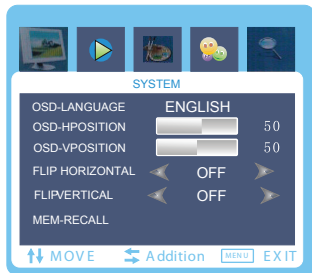 SYSTEM
OSD-LANGUAGE ENGLISH
OSD-HPOSITION 50
OSD-VPOSITION 50
FLIP HORIZONTAL OFF
FLIPVERTICAL OFF
MEM-RECALL
MOVE Addition MENU EXIT